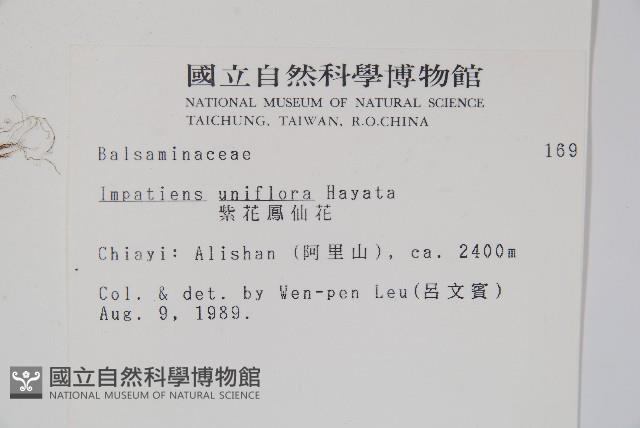 國立自然科學博物館
NATIONAL MUSEUM OF NATURAL SCIENCE
TAICHUNG, TAIWAN, R.O.CHINA
Balsaminaceae 169
Impatiens uniflora Hayata
紫花鳳仙花
Chiayi: Alishan (阿里山), ca. 2400m
Col. & det. by Wen-pen Leu(呂文賓)
Aug. 9, 1989.
國立自然科學博物館
NATIONAL MUSEUM OF NATURAL SCIENCE